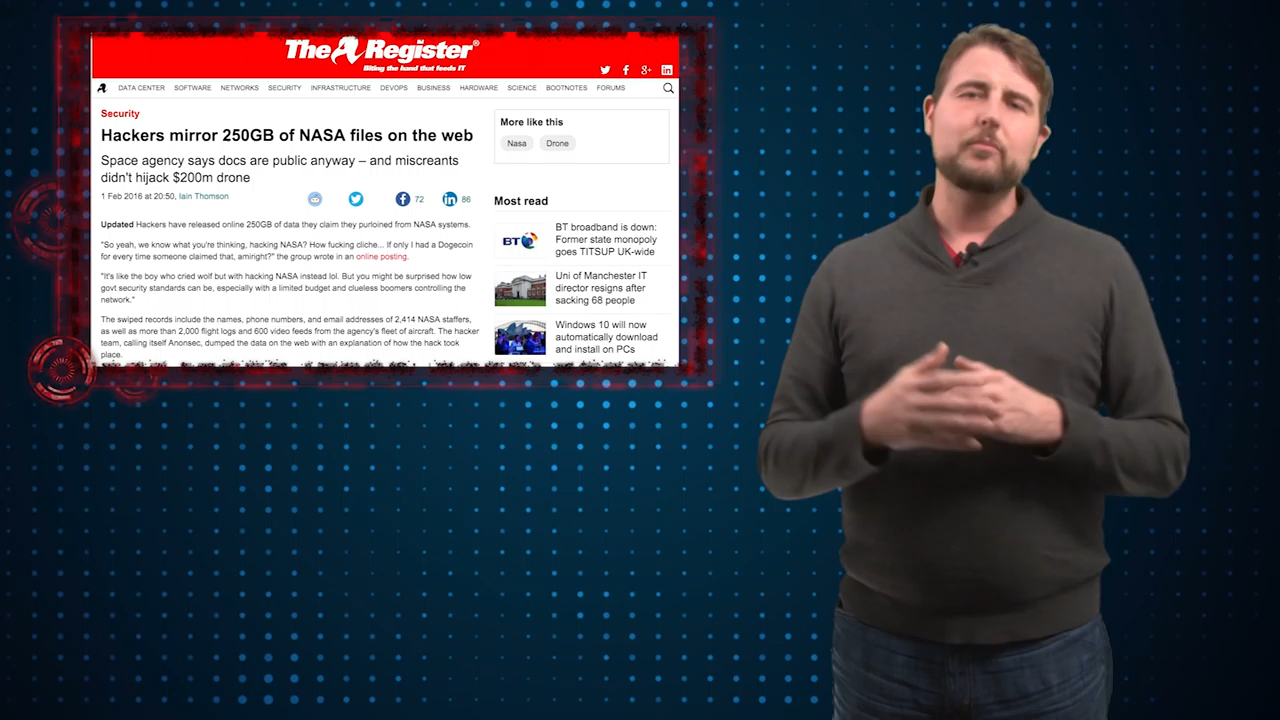 The Register®
Biting the hand that feeds IT
DATA CENTER SOFTWARE NETWORKS SECURITY INFRASTRUCTURE DEVOPS BUSINESS HARDWARE SCIENCE BOOTNOTES FORUMS
Security
Hackers mirror 250GB of NASA files on the web
Space agency says docs are public anyway – and miscreants
didn't hijack $200m drone
1 Feb 2016 at 20:50, Iain Thomson
72
86
Updated Hackers have released online 250GB of data they claim they purloined from NASA systems.
"So yeah, we know what you're thinking, hacking NASA? How fucking cliche... If only I had a Dogecoin
for every time someone claimed that, amiright?" the group wrote in an online posting.
"It's like the boy who cried wolf but with hacking NASA instead lol. But you might be surprised how low
govt security standards can be, especially with a limited budget and clueless boomers controlling the
network."
The swiped records include the names, phone numbers, and email addresses of 2,414 NASA staffers,
as well as more than 2,000 flight logs and 600 video feeds from the agency's fleet of aircraft. The hacker
team, calling itself Anonsec, dumped the data on the web with an explanation of how the hack took
place.
More like this
Nasa Drone
Most read
BT
BT broadband is down:
Former state monopoly
goes TITSUP UK-wide
Uni of Manchester IT
director resigns after
sacking 68 people
Windows 10 will now
automatically download
and install on PCs